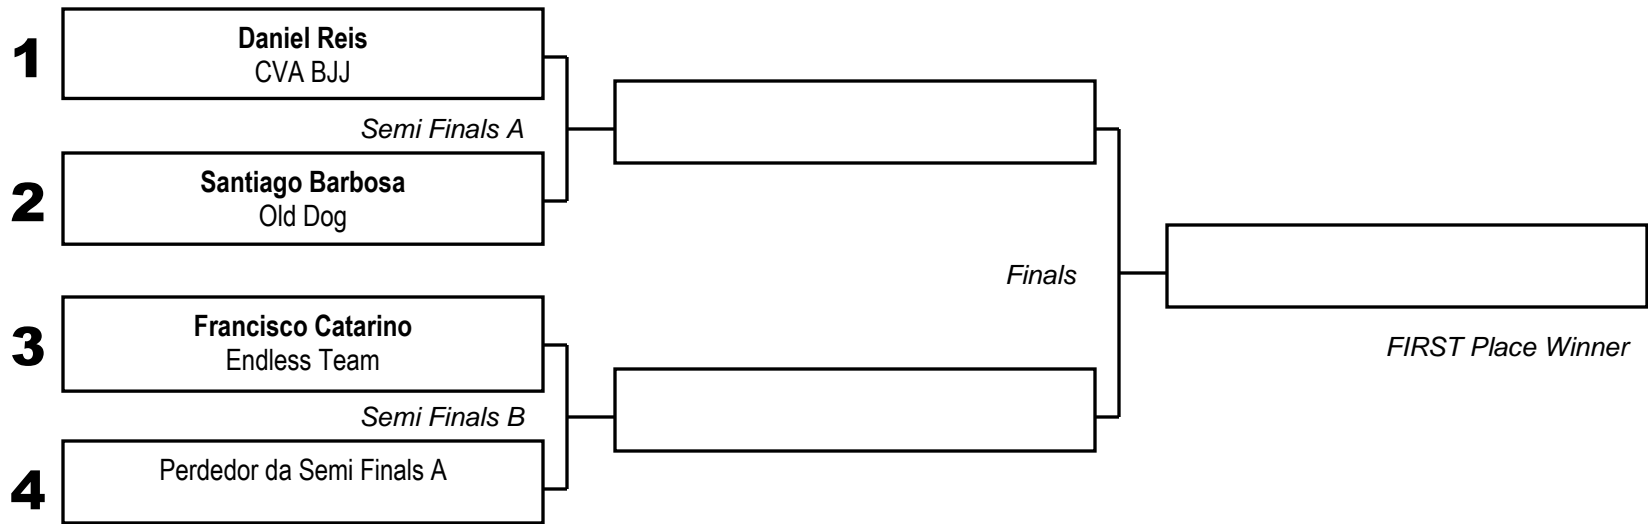 1
Daniel Reis
CVA BJJ
Semi Finals A
2
Santiago Barbosa
Old Dog
Finals
3
Francisco Catarino
Endless Team
FIRST Place Winner
Semi Finals B
4
Perdedor da Semi Finals A